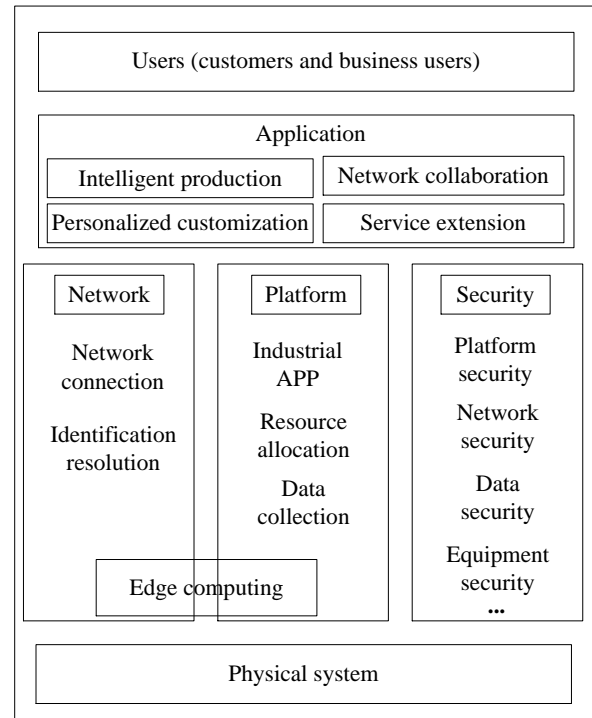 Users (customers and business users)
Application
Intelligent production
Network collaboration
Personalized customization
Service extension
Network
Network
connection
Identification
resolution
Platform
Industrial
APP
Resource
allocation
Data
collection
Edge computing
Security
Platform
security
Network
security
Data
security
Equipment
security
...
Physical system